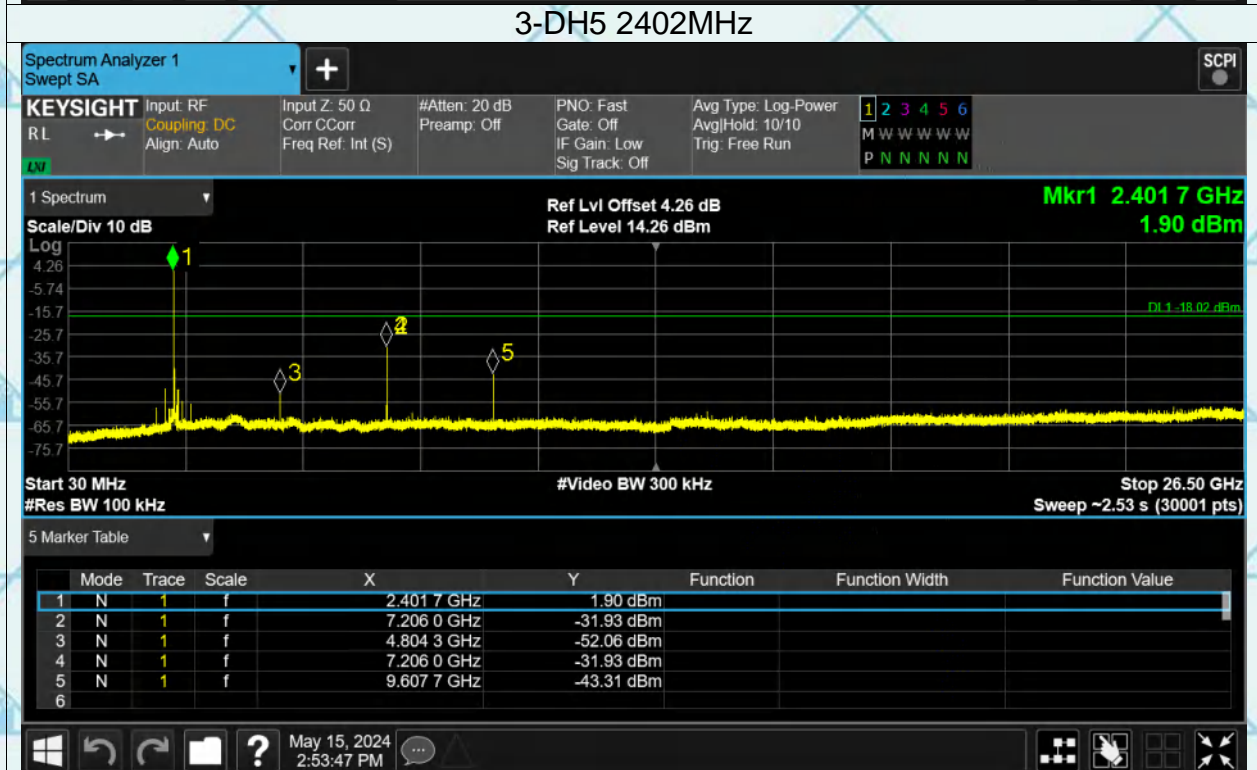 3-DH5 2402MHz
Spectrum Analyzer 1
Swept SA
+
SCPI
KEYSIGHT
RL
LXI
Input: RF
Coupling: DC
Align: Auto
Input Z: 50 Ω
Corr CCorr
Freq Ref: Int (S)
#Atten: 20 dB
Preamp: Off
PNO: Fast
Gate: Off
IF Gain: Low
Sig Track: Off
Avg Type: Log-Power
Avg|Hold: 10/10
Trig: Free Run
1 2 3 4 5 6
M W W W W W
P N N N N N
1 Spectrum
Scale/Div 10 dB
Ref Lvl Offset 4.26 dB
Ref Level 14.26 dBm
Mkr1 2.401 7 GHz
1.90 dBm
Log
4.26
-5.74
-15.7
-25.7
-35.7
-45.7
-55.7
-65.7
-75.7
1
3
5
DL1 -18.02 dBm
Start 30 MHz
#Video BW 300 kHz
Stop 26.50 GHz
#Res BW 100 kHz
Sweep ~2.53 s (30001 pts)
5 Marker Table
Mode Trace Scale X Y Function Function Width Function Value
1 N 1 f 2.401 7 GHz 1.90 dBm
2 N 1 f 7.206 0 GHz -31.93 dBm
3 N 1 f 4.804 3 GHz -52.06 dBm
4 N 1 f 7.206 0 GHz -31.93 dBm
5 N 1 f 9.607 7 GHz -43.31 dBm
6
?
May 15, 2024
2:53:47 PM